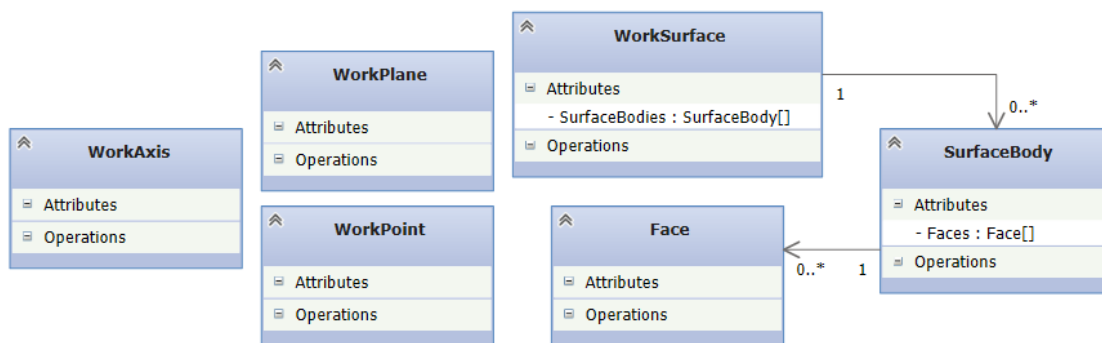 WorkAxis
Attributes
Operations
WorkPlane
Attributes
Operations
WorkPoint
Attributes
Operations
WorkSurface
Attributes
- SurfaceBodies : SurfaceBody[]
Operations
1
0..*
SurfaceBody
Attributes
- Faces : Face[]
Operations
1
0..*
Face
Attributes
Operations